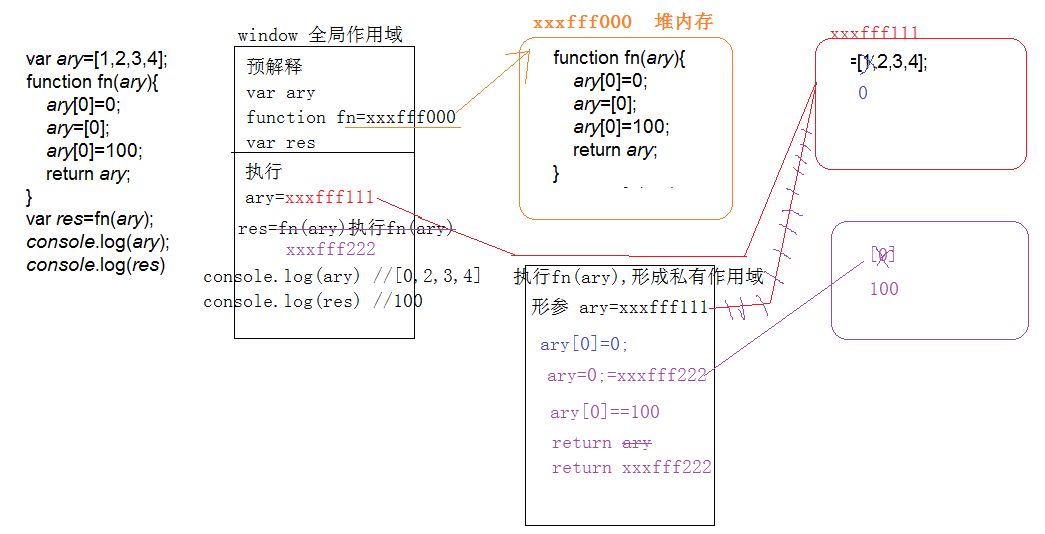 var ary=[1,2,3,4];
function fn(ary){
ary[0]=0;
ary=[0];
ary[0]=100;
return ary;
}
var res=fn(ary);
console.log(ary);
console.log(res)
window 全局作用域
预解释
var ary
function fn=xxxfff000
var res
执行
ary=xxxfff111
res=fn(ary)执行fn(ary)
xxxfff222
console.log(ary) //[0,2,3,4]
console.log(res) //100
xxxfff000 堆内存
function fn(ary){
ary[0]=0;
ary=[0];
ary[0]=100;
return ary;
}
执行fn(ary),形成私有作用域
形参 ary=xxxfff111
ary[0]=0;
ary=0;=xxxfff222
ary[0]==100
return ary
return xxxfff222
xxxfff111
=[1,2,3,4];
0
[0]
100